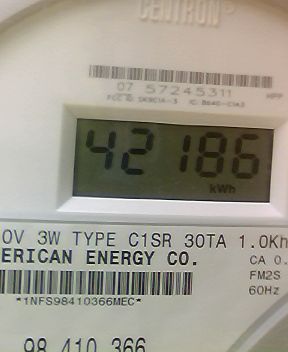 CENTRON®
07 57245311
42186
kWh
0V 3W TYPE C1SR 30TA 1.0Kh
ERICAN ENERGY CO.
CA 0.
FM2S
60Hz
*1NFS98410366MEC*
98 410 366